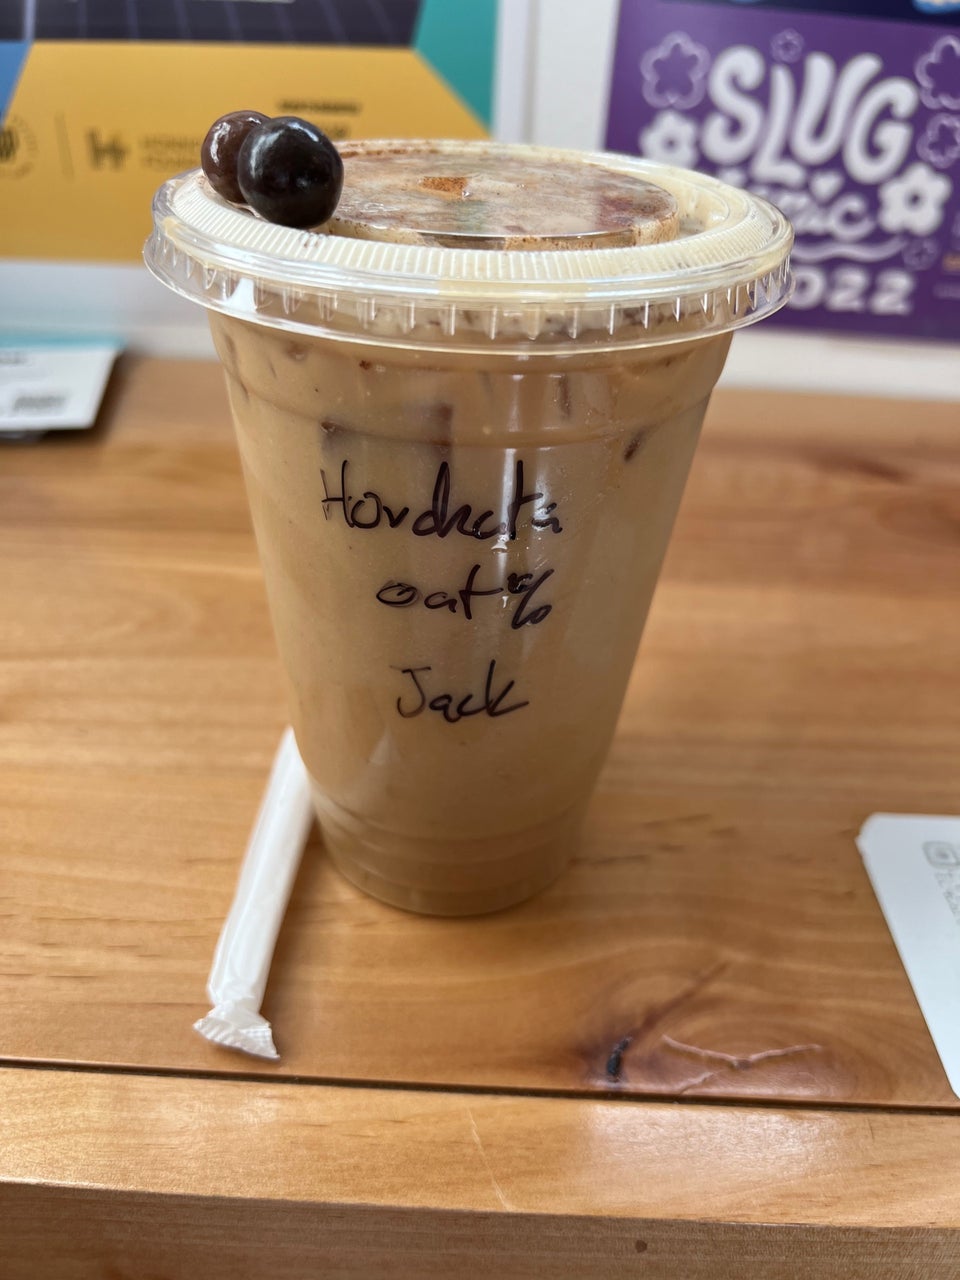 SLUG
2022
Horchata
oat %
Jack